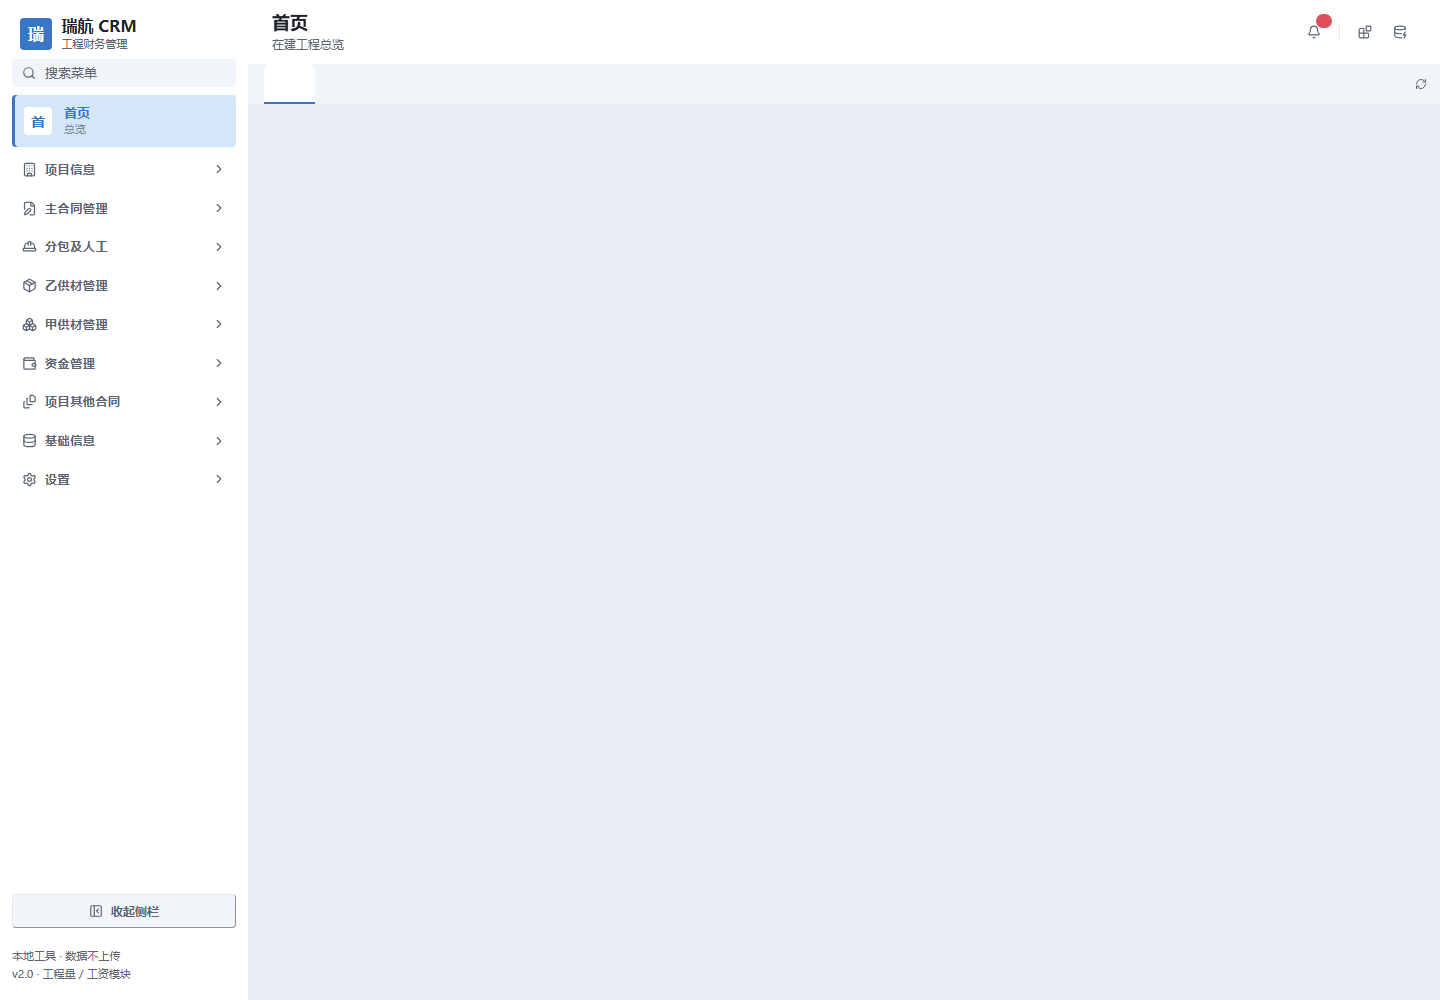 瑞
瑞航 CRM
工程财务管理
搜索菜单
首
首页
总览
项目信息
主合同管理
分包及人工
乙供材管理
甲供材管理
资金管理
项目其他合同
基础信息
设置
收起侧栏
本地工具 · 数据不上传
v2.0 · 工程量 / 工资模块
首页
在建工程总览